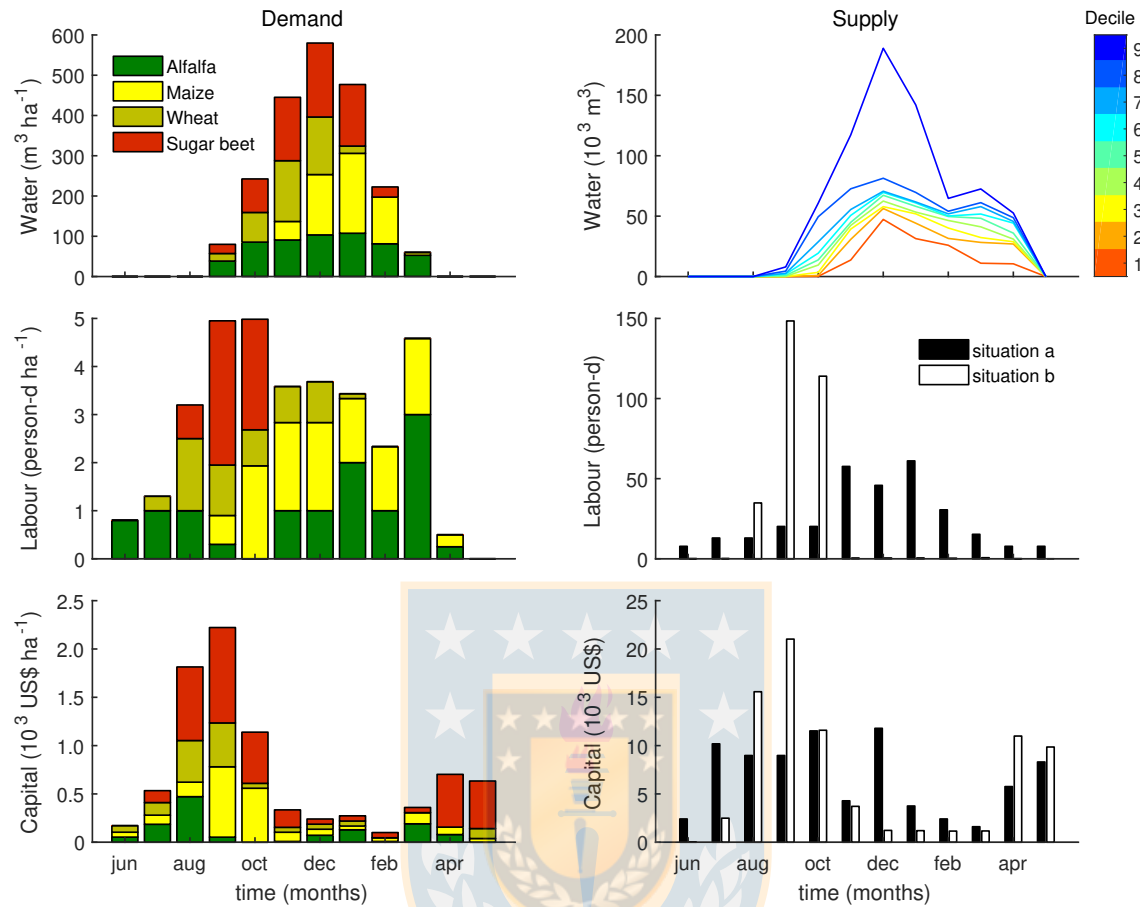 Demand
Supply
Decile
600
500
400
300
200
100
0
Water (m³ ha⁻¹)
Alfalfa
Maize
Wheat
Sugar beet
200
150
100
50
0
Water (10³ m³)
9
8
7
6
5
4
3
2
1
5
4
3
2
1
0
Labour (person-d ha⁻¹)
150
100
50
0
Labour (person-d)
situation a
situation b
2.5
2.0
1.5
1.0
0.5
0
Capital (10³ US$ ha⁻¹)
jun aug oct dec feb apr
time (months)
25
20
15
10
5
0
Capital (10³ US$)
jun aug oct dec feb apr
time (months)